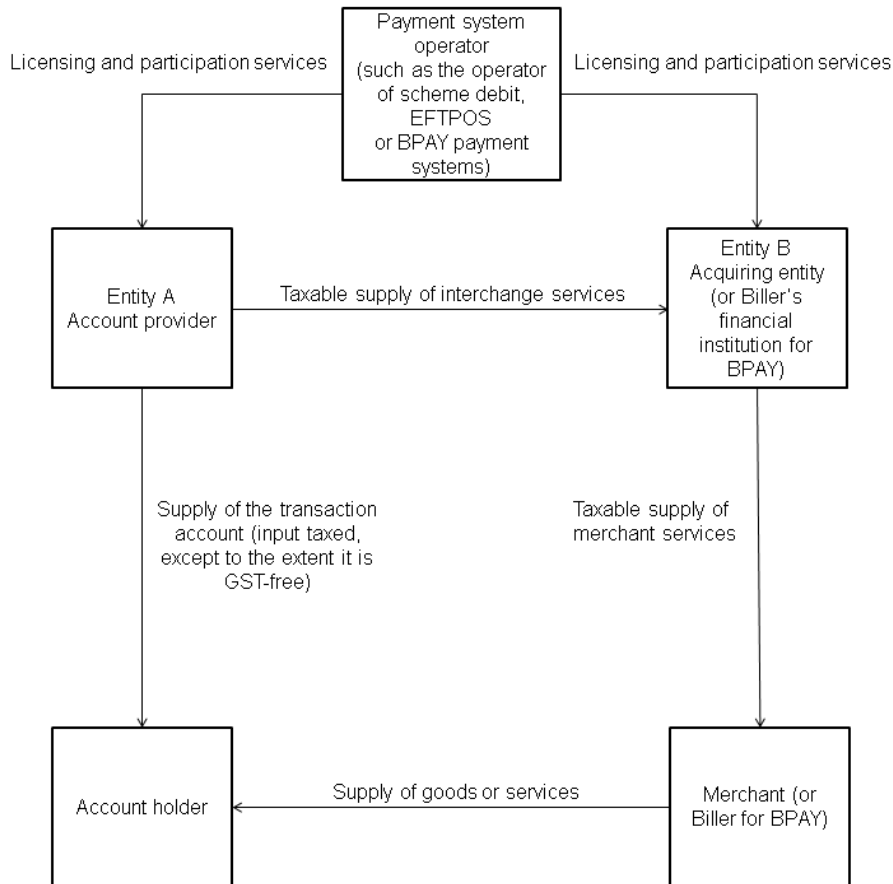 Payment system
operator
(such as the operator
of scheme debit,
EFTPOS
or BPAY payment
systems)
Licensing and participation services
Licensing and participation services
Entity A
Account provider
Taxable supply of interchange services
Entity B
Acquiring entity
(or Biller's
financial
institution for
BPAY)
Supply of the transaction
account (input taxed,
except to the extent it is
GST-free)
Taxable supply of
merchant services
Account holder
Supply of goods or services
Merchant (or
Biller for BPAY)